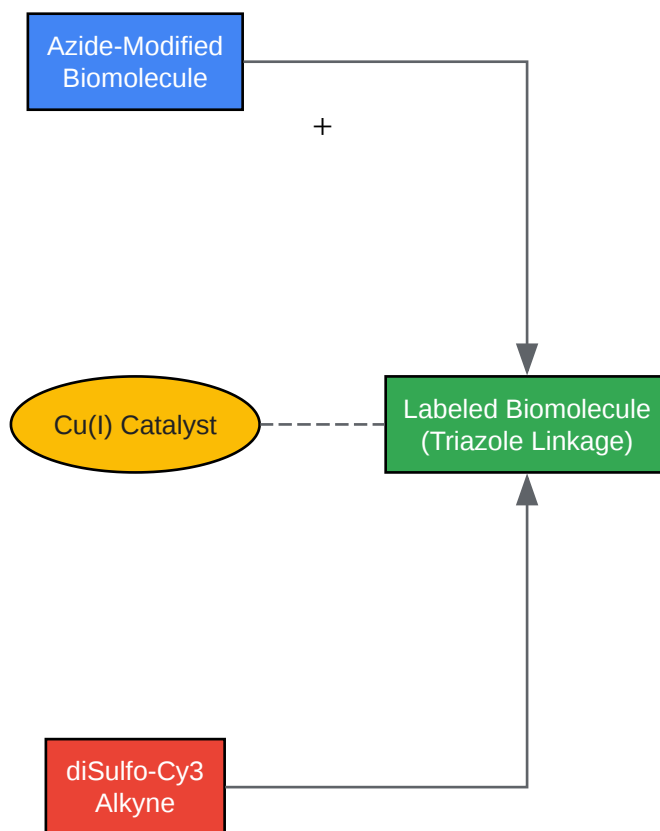 Azide-Modified
Biomolecule
+
Cu(I) Catalyst
Labeled Biomolecule
(Triazole Linkage)
diSulfo-Cy3
Alkyne